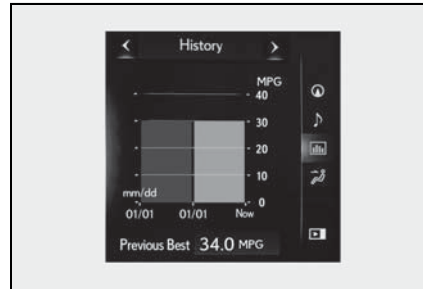 History
MPG
40
30
20
10
mm/dd
0
01/01 01/01 Now
Previous Best 34.0 MPG